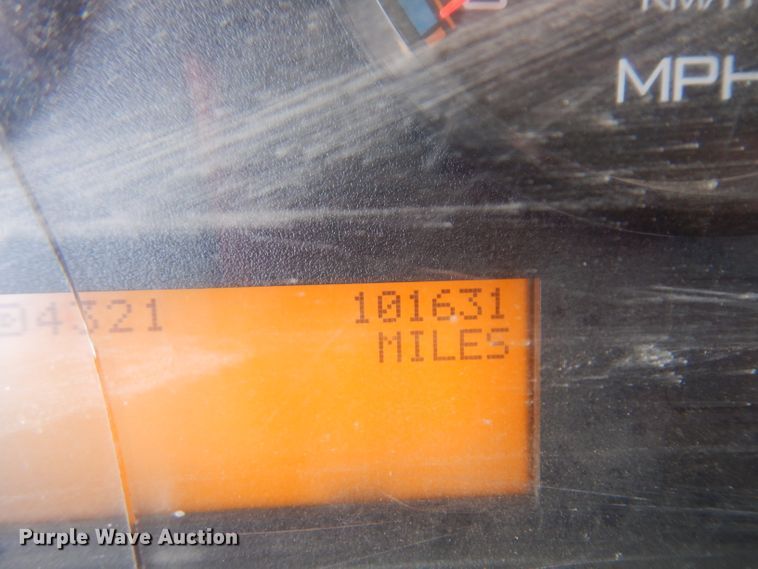 MPH
4321 101631
MILES
Purple Wave Auction